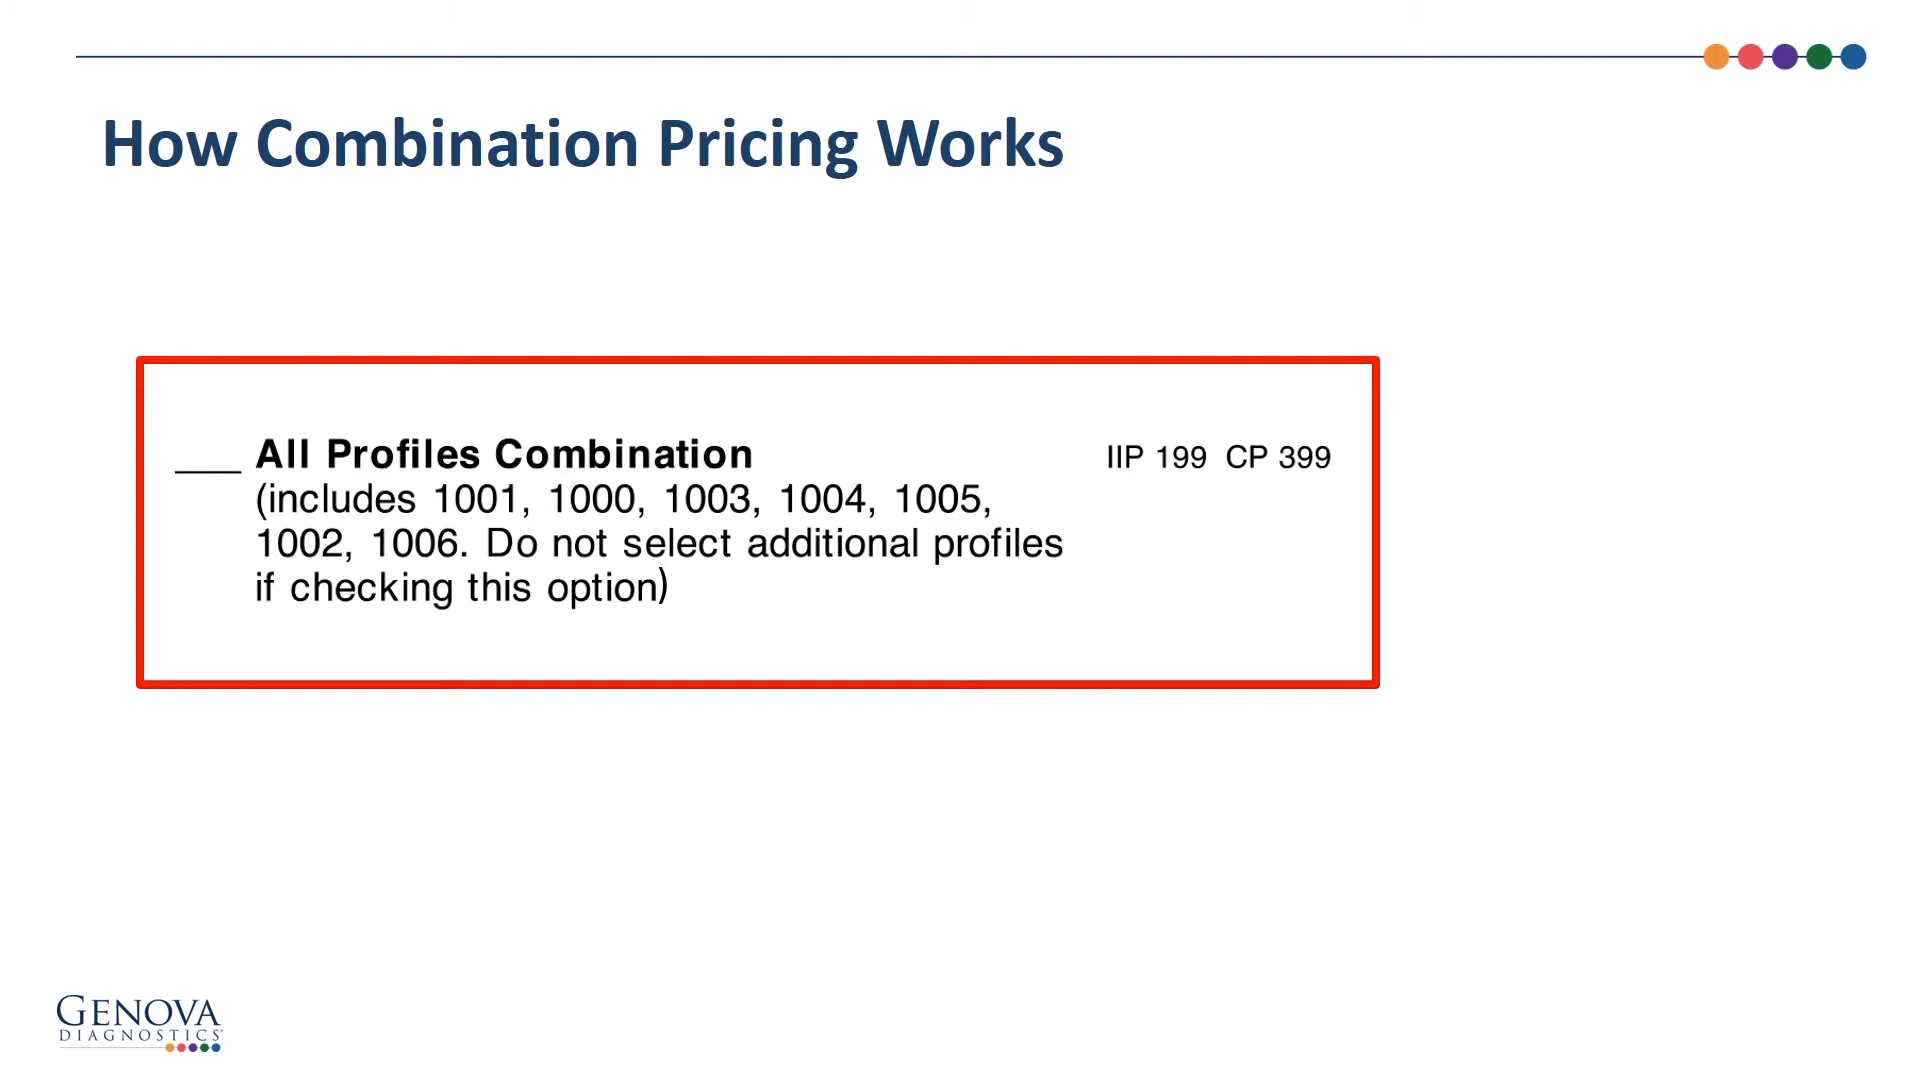 How Combination Pricing Works
___ All Profiles Combination IIP 199 CP 399
(includes 1001, 1000, 1003, 1004, 1005,
1002, 1006. Do not select additional profiles
if checking this option)
GENOVA
DIAGNOSTICS